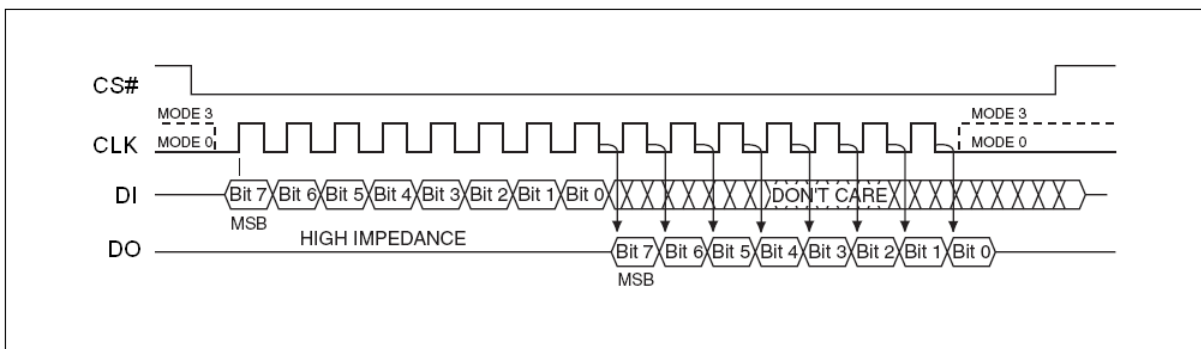 CS#
MODE 3
MODE 3
CLK
MODE 0
MODE 0
DI
Bit 7 Bit 6 Bit 5 Bit 4 Bit 3 Bit 2 Bit 1 Bit 0 DON'T CARE
MSB
HIGH IMPEDANCE
DO
Bit 7 Bit 6 Bit 5 Bit 4 Bit 3 Bit 2 Bit 1 Bit 0
MSB